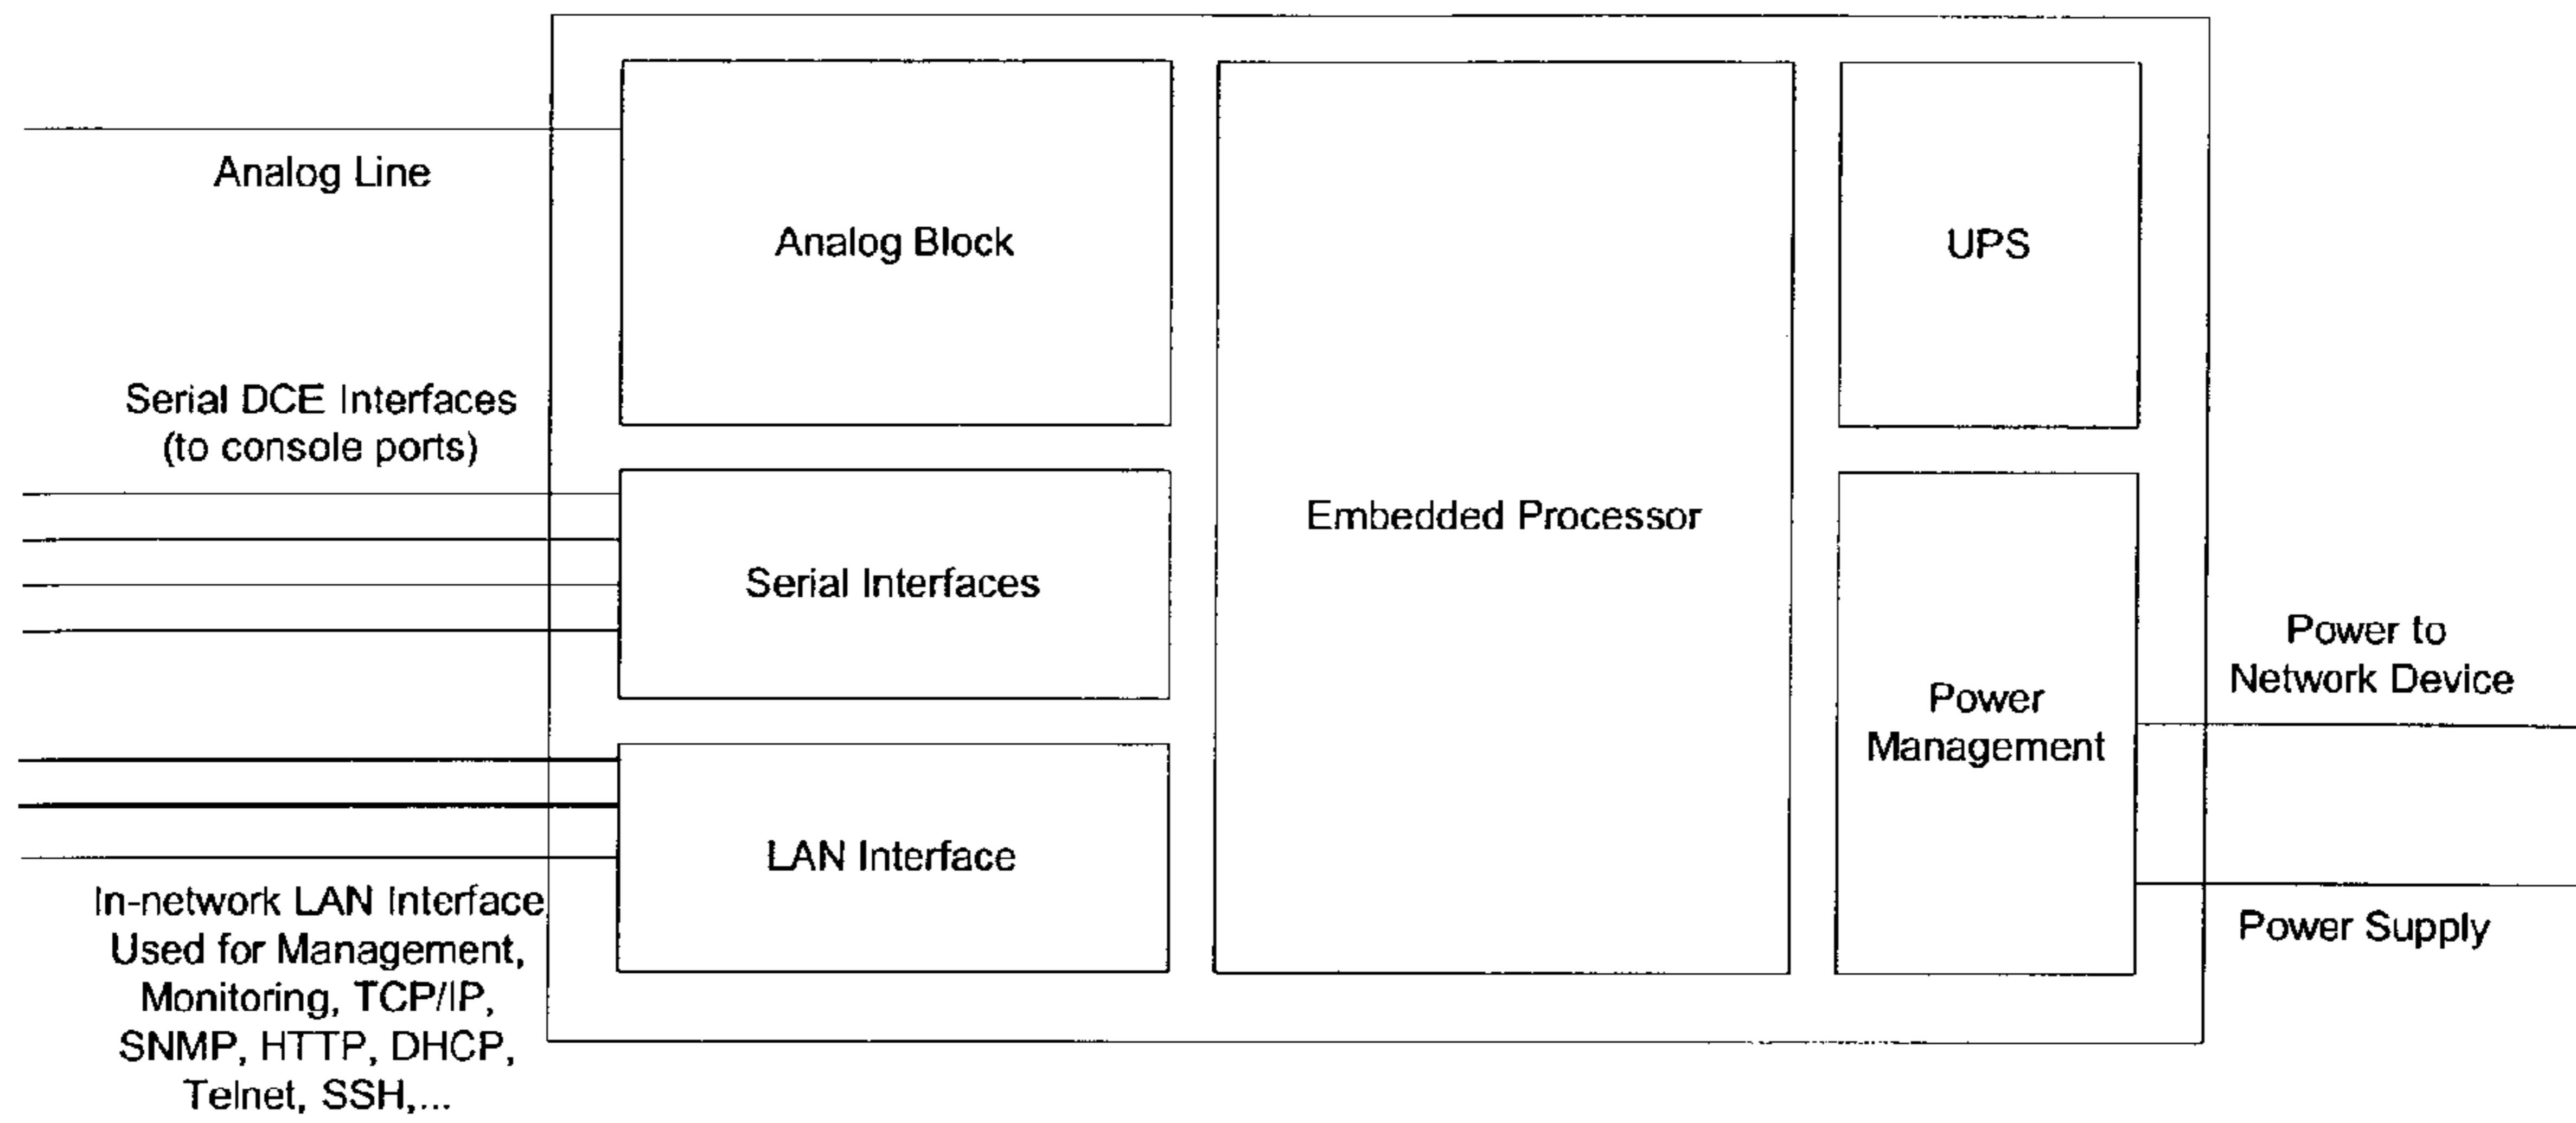 Analog Line
Analog Block
UPS
Serial DCE Interfaces
(to console ports)
Serial Interfaces
Embedded Processor
Power to
Network Device
Power
Management
LAN Interface
In-network LAN Interface
Used for Management,
Monitoring, TCP/IP,
SNMP, HTTP, DHCP,
Telnet, SSH,...
Power Supply